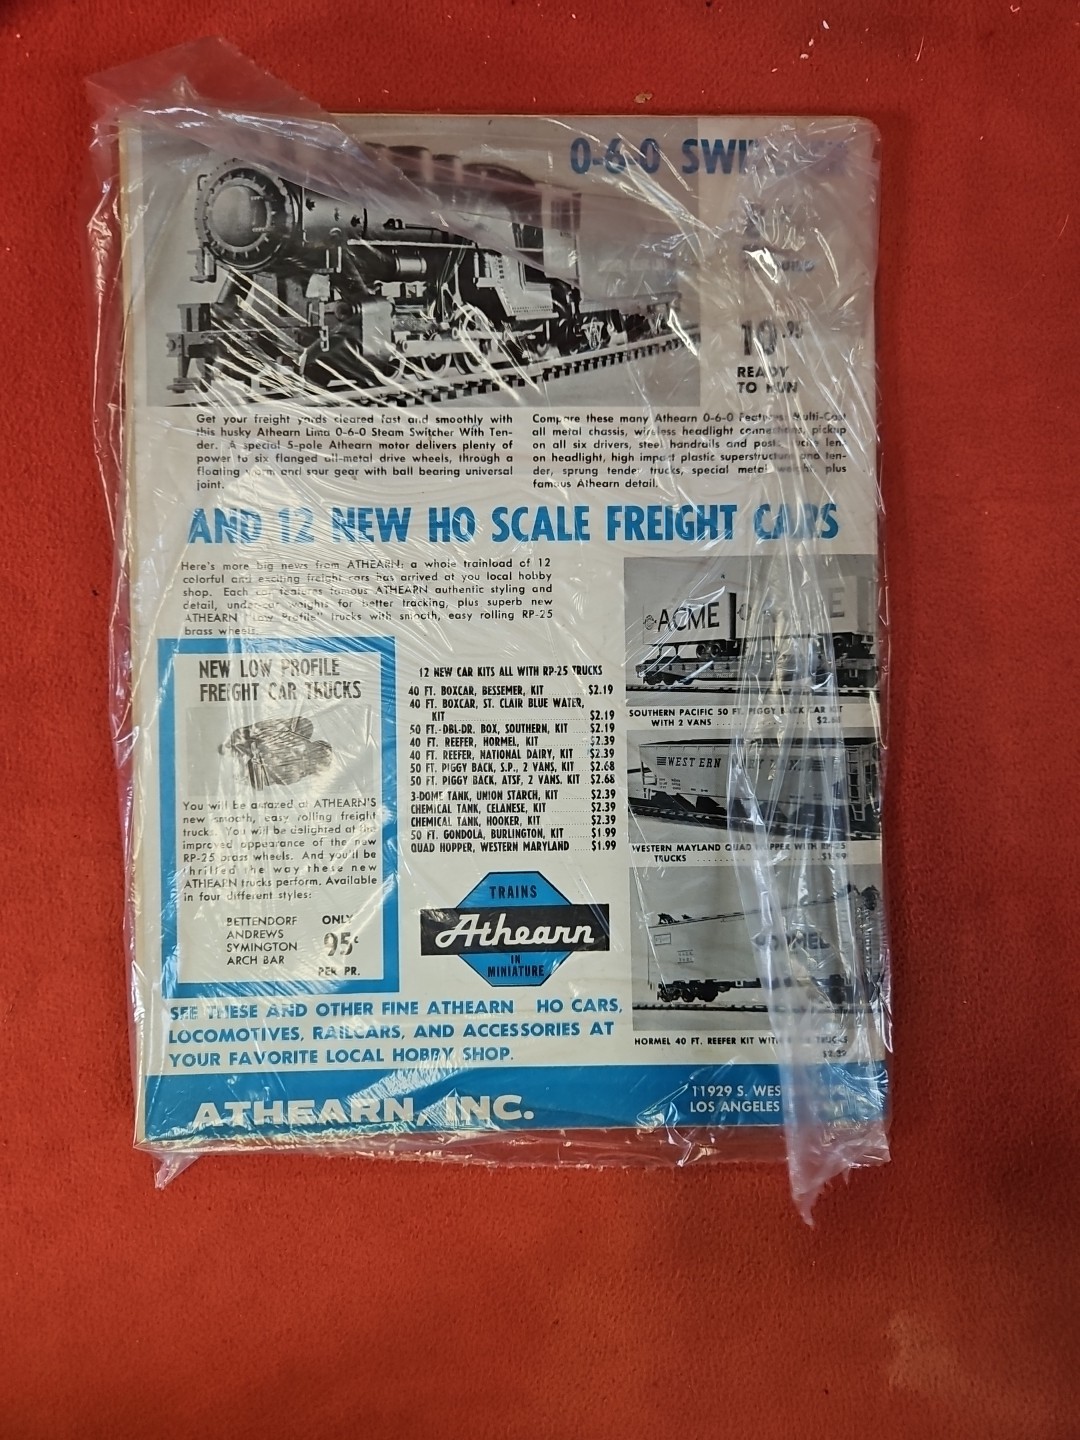 0-6-0
19.95
READY
TO RUN
Get your freight yards cleared fast and smoothly with
this husky Athearn Lima 0-6-0 Steam Switcher With Ten-
der. A special 5-pole Athearn motor delivers plenty of
power to six flanged all-metal drive wheels, through a
floating worm and spur gear with ball bearing universal
joint.
Compare these many Athearn 0-6-0 Features Multi-Cast
all metal chassis, wireless headlight connections, pickup
on all six drivers, steel handrails and posts, lens
on headlight, high impact plastic superstructure and ten-
der, sprung tender trucks, special metal weight, plus
famous Athearn detail.
AND 12 NEW HO SCALE FREIGHT CARS
Here's more big news from ATHEARN: a whole trainload of 12
colorful and exciting freight cars has arrived at you local hobby
shop. Each car features famous ATHEARN authentic styling and
detail, under-car weights for better tracking, plus superb new
ATHEARN "Low Profile" trucks with smooth, easy rolling RP-25
brass wheels.
NEW LOW PROFILE
FREIGHT CAR TRUCKS
You will be amazed at ATHEARN'S
new smooth, easy rolling freight
trucks. You will be delighted at the
improved appearance of the new
RP-25 brass wheels. And you'll be
thrilled the way these new
ATHEARN trucks perform. Available
in four different styles:
BETTENDORF
ANDREWS
SYMINGTON
ARCH BAR
ONLY
95¢
PER PR.
12 NEW CAR KITS ALL WITH RP-25 TRUCKS
40 FT. BOXCAR, BESSEMER, KIT $2.19
40 FT. BOXCAR, ST. CLAIR BLUE WATER,
KIT $2.19
50 FT.-DBL-DR. BOX, SOUTHERN, KIT $2.19
40 FT. REEFER, HORMEL, KIT $2.39
40 FT. REEFER, NATIONAL DAIRY, KIT $2.39
50 FT. PIGGY BACK, S.P., 2 VANS, KIT $2.68
50 FT. PIGGY BACK, ATSF, 2 VANS. KIT $2.68
3-DOME TANK, UNION STARCH, KIT $2.39
CHEMICAL TANK, CELANESE, KIT $2.39
CHEMICAL TANK, HOOKER, KIT $2.39
50 FT. GONDOLA, BURLINGTON, KIT $1.99
QUAD HOPPER, WESTERN MARYLAND $1.99
ACME
SOUTHERN PACIFIC 50 FT. PIGGY BACK CAR KIT
WITH 2 VANS $2.68
WESTERN
WESTERN MAYLAND QUAD HOPPER WITH RP-25
TRUCKS $1.99
HORMEL 40 FT. REEFER KIT WITH TRUCKS
$2.39
TRAINS
Athearn
IN
MINIATURE
SEE THESE AND OTHER FINE ATHEARN HO CARS,
LOCOMOTIVES, RAILCARS, AND ACCESSORIES AT
YOUR FAVORITE LOCAL HOBBY SHOP.
ATHEARN, INC.
11929 S. WES
LOS ANGELES